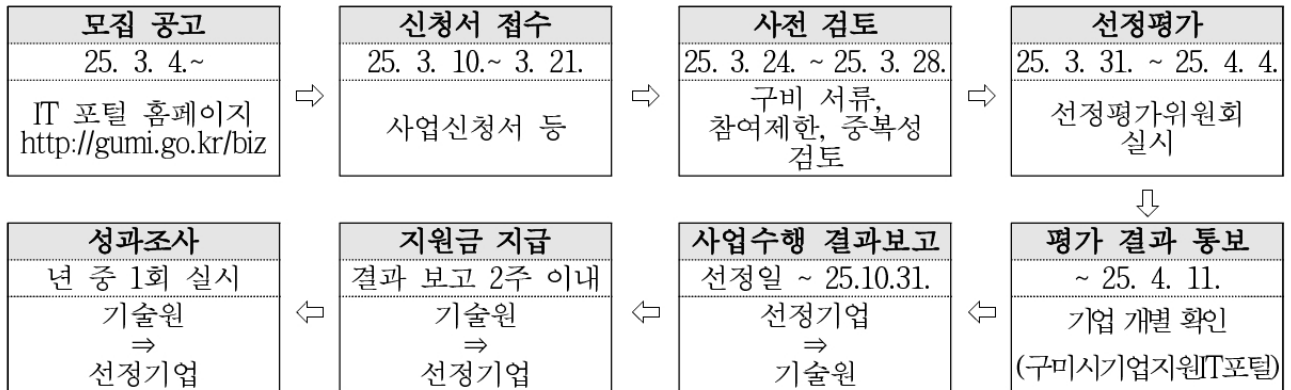 모집 공고
25. 3. 4.~
IT 포털 홈페이지
http://gumi.go.kr/biz
⇨
신청서 접수
25. 3. 10.~ 3. 21.
사업신청서 등
⇨
사전 검토
25. 3. 24. ~ 25. 3. 28.
구비 서류,
참여제한, 중복성
검토
⇨
선정평가
25. 3. 31. ~ 25. 4. 4.
선정평가위원회
실시
⇩
평가 결과 통보
~ 25. 4. 11.
기업 개별 확인
(구미시기업지원IT포털)
⇦
사업수행 결과보고
선정일 ~ 25.10.31.
선정기업
⇒
기술원
⇦
지원금 지급
결과 보고 2주 이내
기술원
⇒
선정기업
⇦
성과조사
년 중 1회 실시
기술원
⇒
선정기업